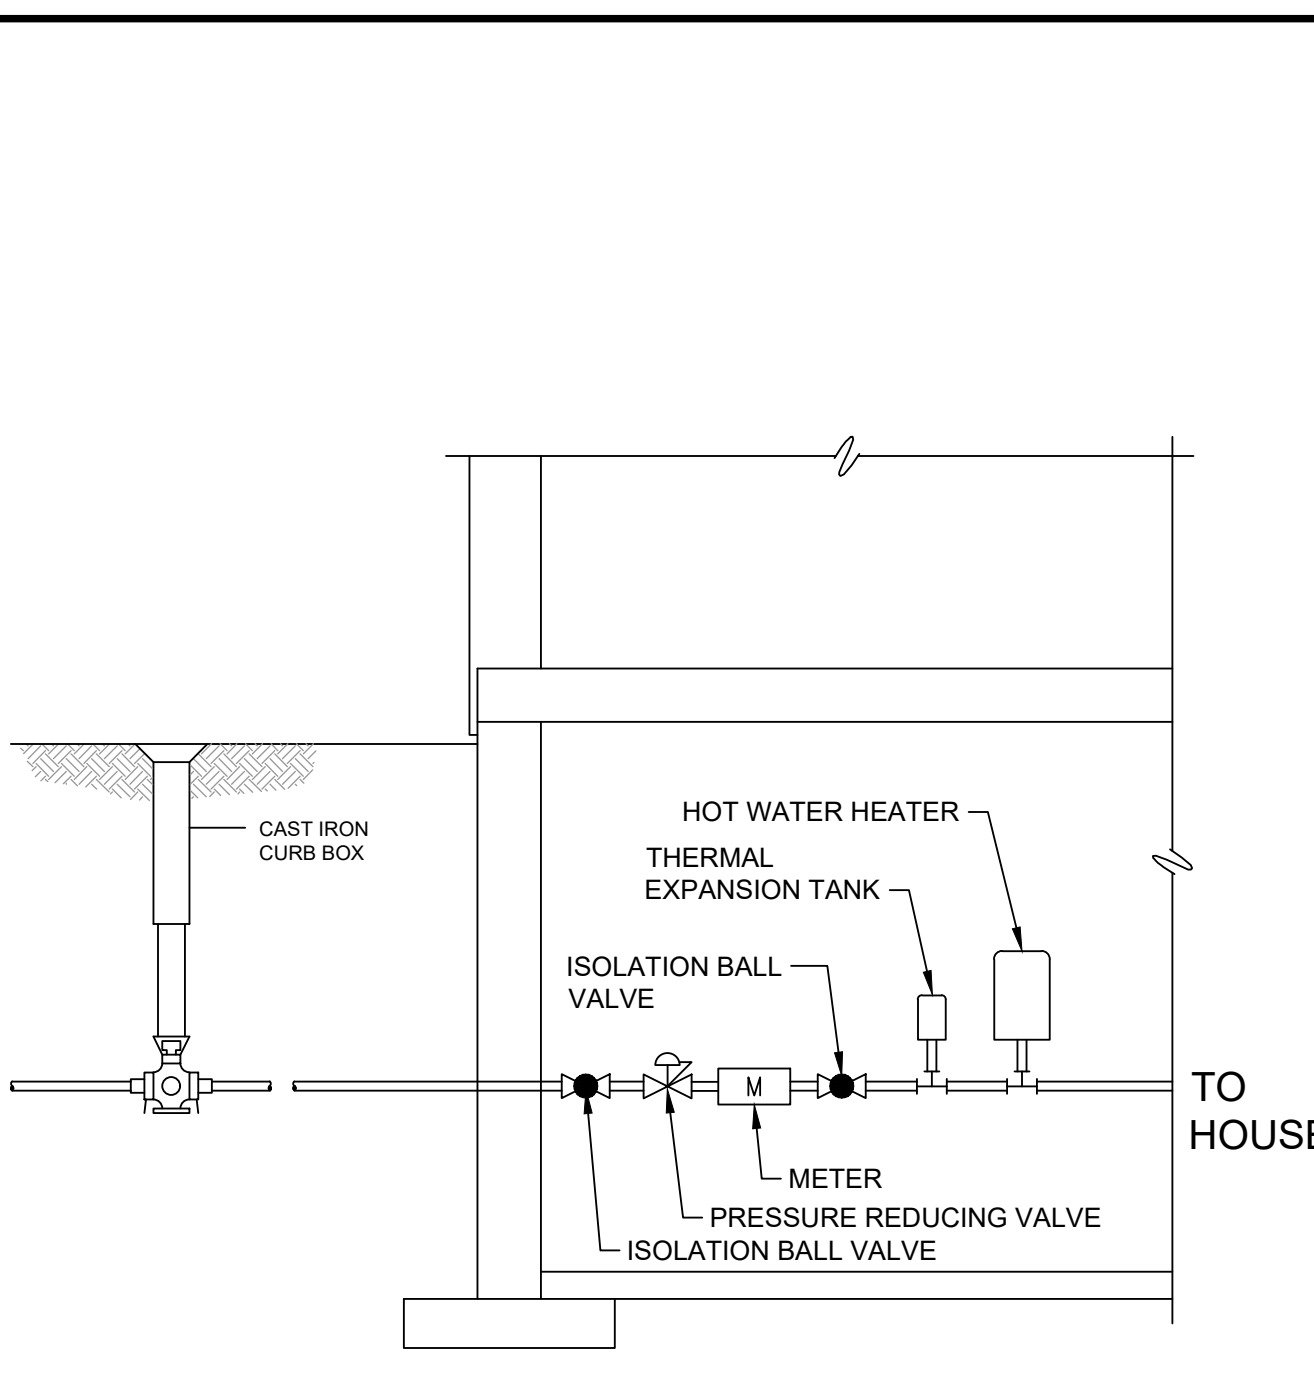 HOT WATER HEATER
THERMAL
EXPANSION TANK
CAST IRON
CURB BOX
ISOLATION BALL
VALVE
M
TO
HOUSE
METER
PRESSURE REDUCING VALVE
ISOLATION BALL VALVE